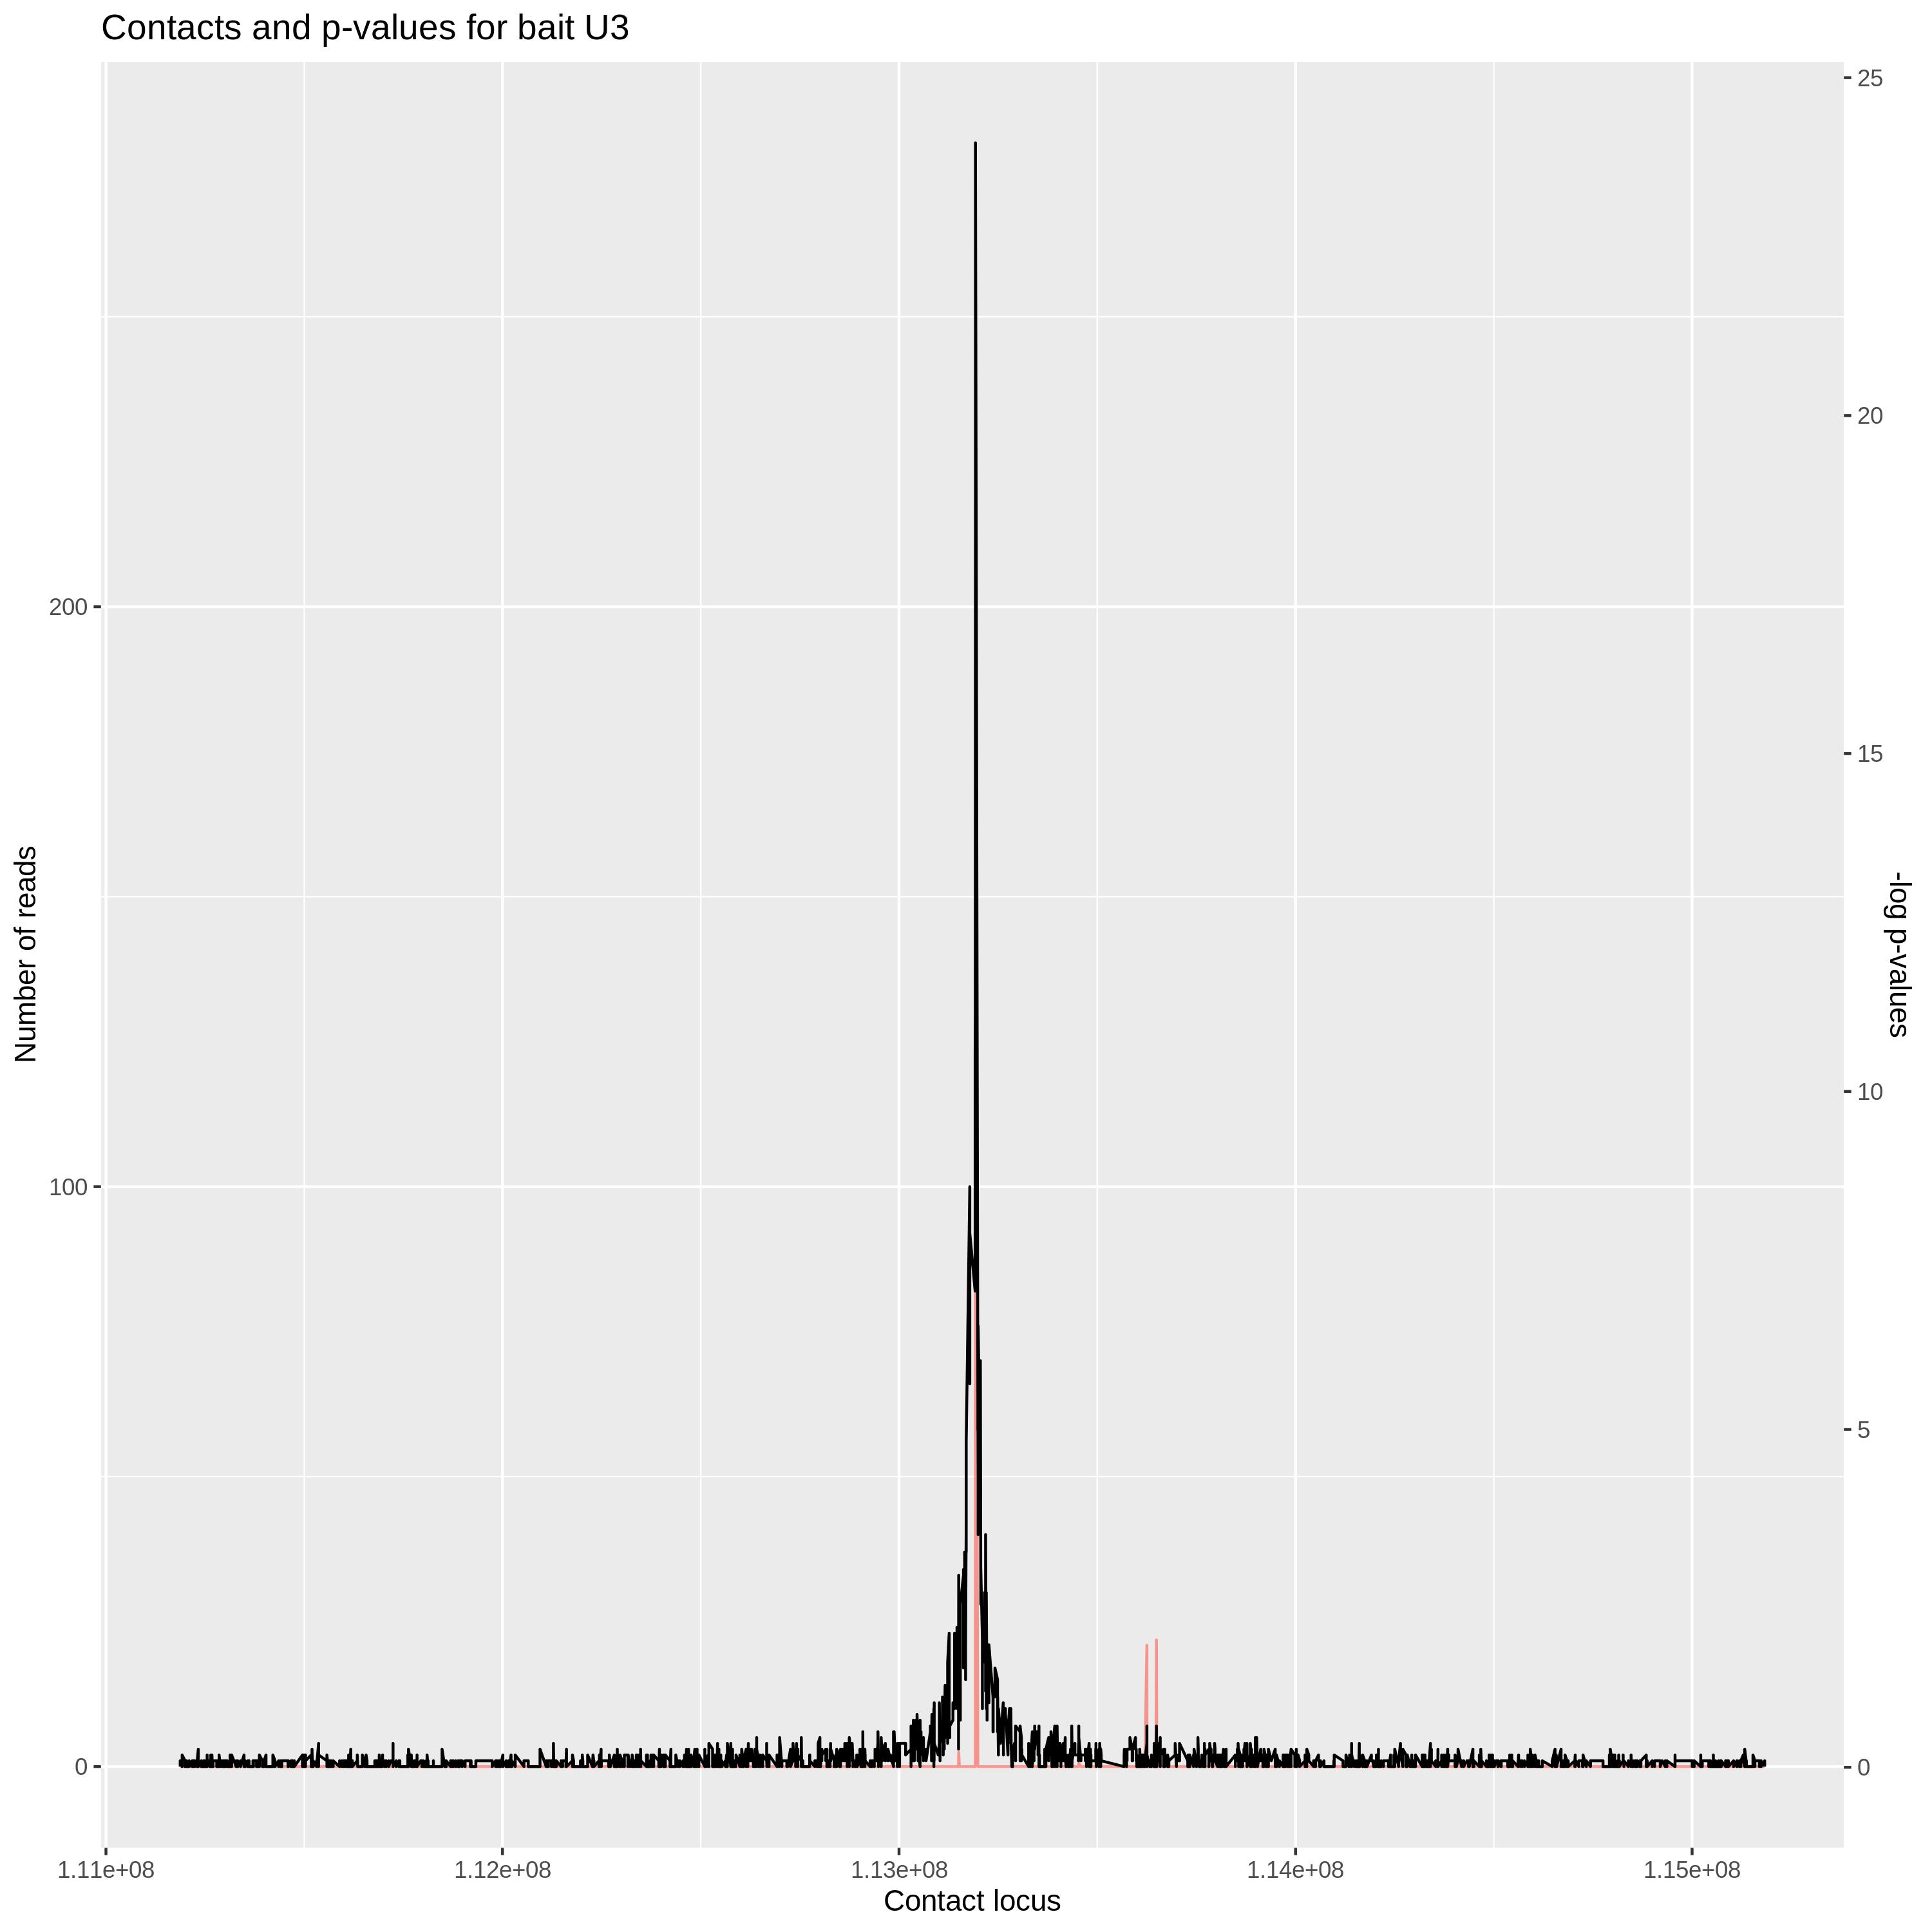 Contacts and p-values for bait U3
25
20
15
10
5
0
200
100
0
Number of reads
-log p-values
1.11e+08
1.12e+08
1.13e+08
1.14e+08
1.15e+08
Contact locus